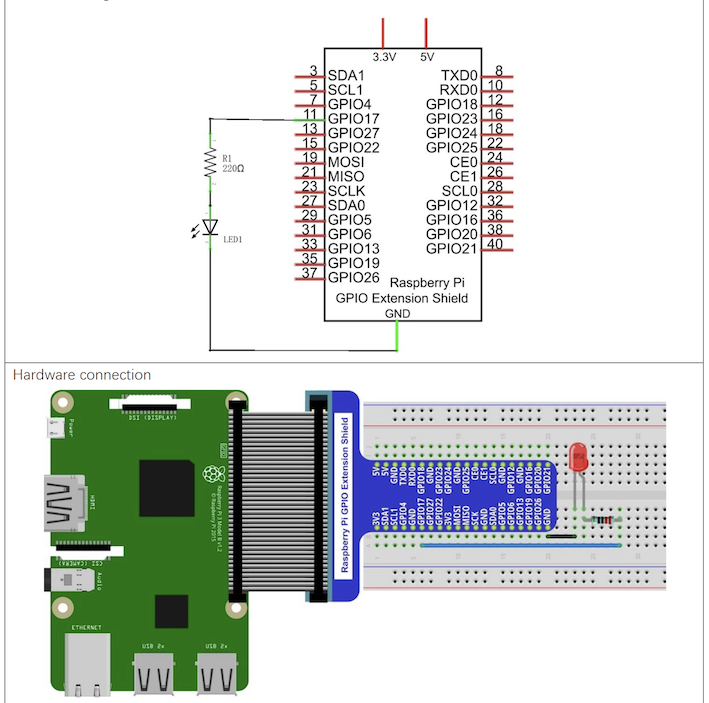 3.3V 5V
3 SDA1 TXD0 8
5 SCL1 RXD0 10
7 GPIO4 GPIO18 12
11 GPIO17 GPIO23 16
13 GPIO27 GPIO24 18
15 GPIO22 GPIO25 22
19 MOSI CE0 24
21 MISO CE1 26
23 SCLK SCL0 28
27 SDA0 GPIO12 32
29 GPIO5 GPIO16 36
31 GPIO6 GPIO20 38
33 GPIO13 GPIO21 40
35 GPIO19
37 GPIO26
R1
220Ω
LED1
Raspberry Pi
GPIO Extension Shield
GND
Hardware connection
DSI (DISPLAY)
Power
HDMI
CSI (CAMERA)
Audio
ETHERNET
USB 2x
USB 2x
Raspberry Pi 3 Model B v1.2
© Raspberry Pi 2015
GPIO
Raspberry Pi GPIO Extension Shield
5V 5V GND TXD0 RXD0 GPIO18 GND GPIO23 GPIO24 GND GPIO25 CE0 CE1 SCL0 GND GPIO12 GND GPIO16 GPIO20 GPIO21
3V3 SDA1 SCL1 GPIO4 GND GPIO17 GPIO27 GPIO22 3V3 MOSI MISO SCLK GND SDA0 GPIO5 GPIO6 GPIO13 GPIO19 GPIO26 GND